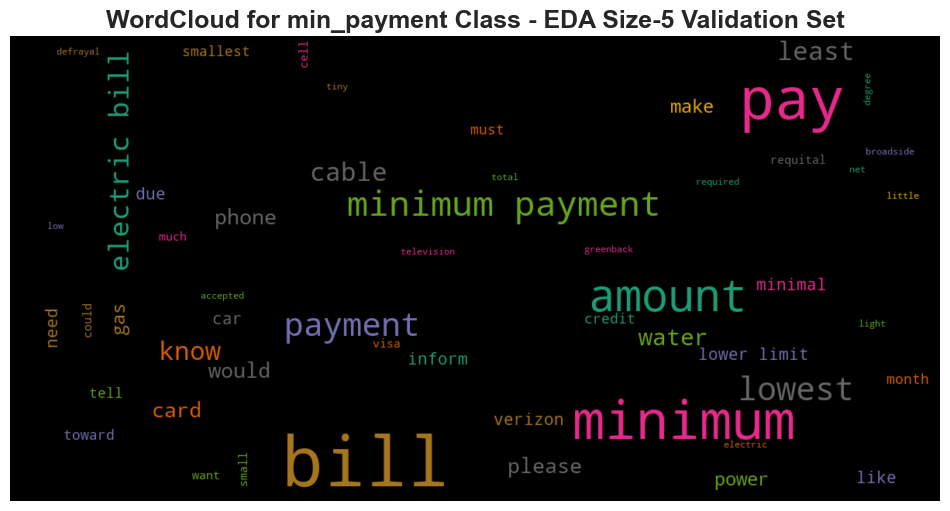 WordCloud for min_payment Class - EDA Size-5 Validation Set
defrayal
smallest
cell
least
electric bill
tiny
pay
degree
make
must
broadside
requital
cable
total
net
required
due
minimum payment
little
phone
low
much
television
greenback
minimal
accepted
amount
need
could
gas
car
payment
credit
light
water
visa
know
inform
lower limit
would
month
tell
lowest
card
verizon
minimum
toward
electric
bill
please
want
small
power
like